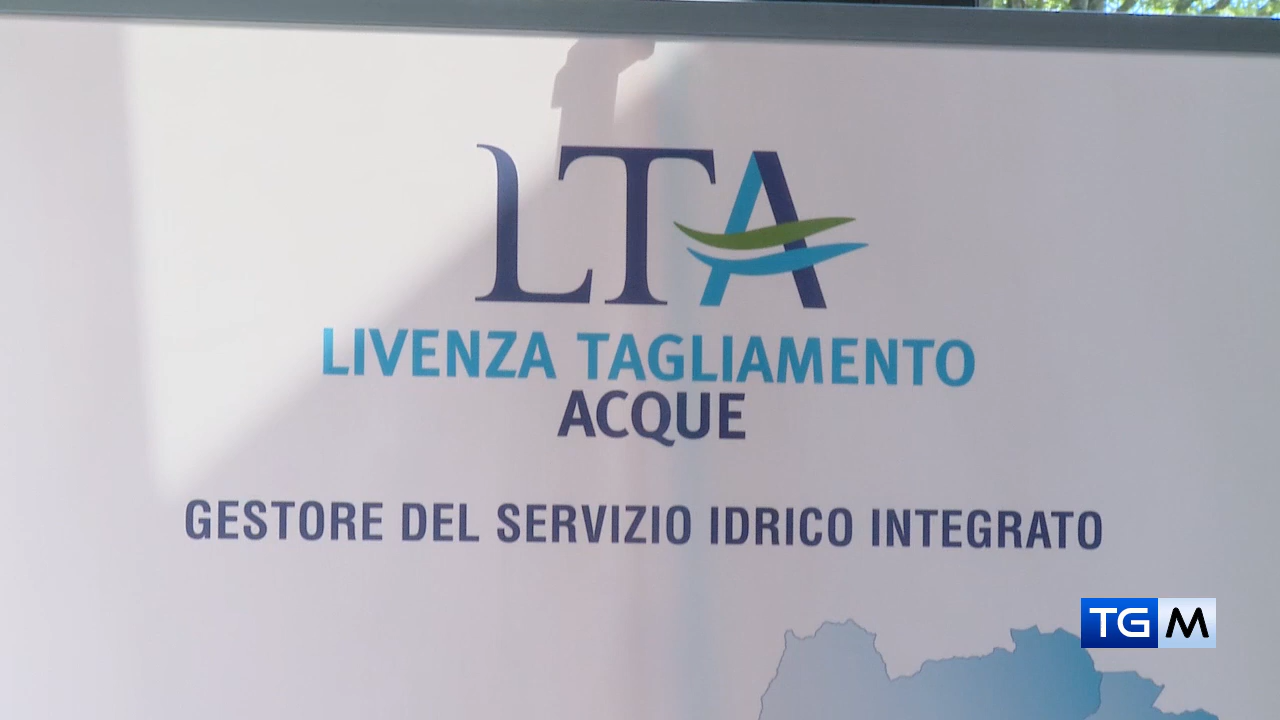 LTA
LIVENZA TAGLIAMENTO
ACQUE
GESTORE DEL SERVIZIO IDRICO INTEGRATO
TGM